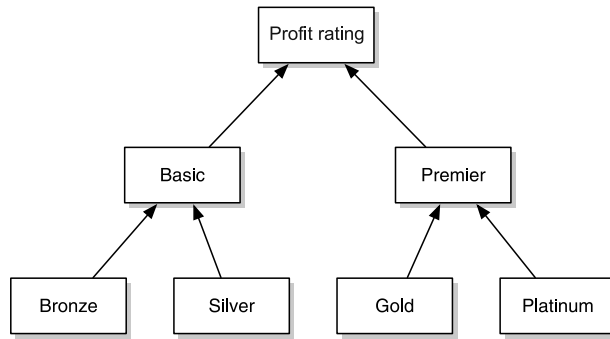 Profit rating
Basic
Premier
Bronze
Silver
Gold
Platinum